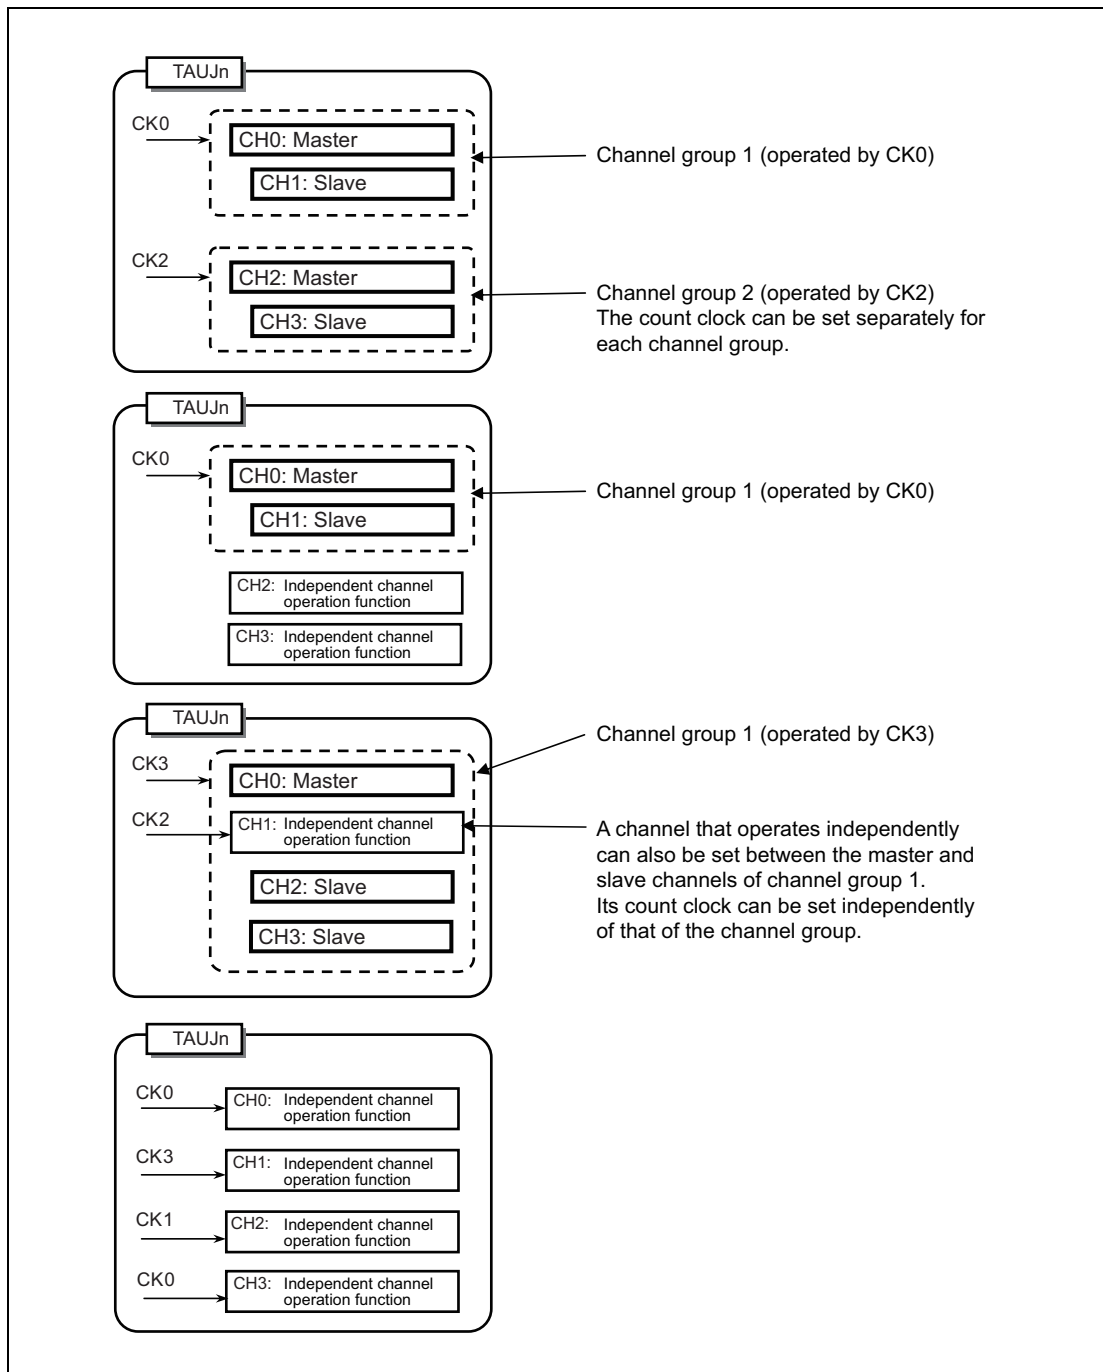 TAUJn
CK0
CH0: Master
CH1: Slave
Channel group 1 (operated by CK0)
CK2
CH2: Master
CH3: Slave
Channel group 2 (operated by CK2)
The count clock can be set separately for
each channel group.
TAUJn
CK0
CH0: Master
CH1: Slave
Channel group 1 (operated by CK0)
CH2: Independent channel
operation function
CH3: Independent channel
operation function
TAUJn
Channel group 1 (operated by CK3)
CK3
CH0: Master
CK2
CH1: Independent channel
operation function
A channel that operates independently
can also be set between the master and
slave channels of channel group 1.
Its count clock can be set independently
of that of the channel group.
CH2: Slave
CH3: Slave
TAUJn
CK0
CH0: Independent channel
operation function
CK3
CH1: Independent channel
operation function
CK1
CH2: Independent channel
operation function
CK0
CH3: Independent channel
operation function